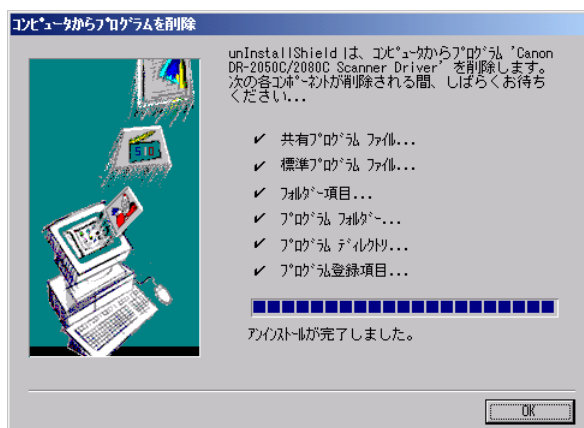 コンピュータからプログラムを削除
unInstallShield は、コンピュータからプログラム 'Canon
DR-2050C/2080C Scanner Driver' を削除します。
次の各コンポーネントが削除される間、しばらくお待ち
ください...
✔ 共有プログラム ファイル...
✔ 標準プログラム ファイル...
✔ フォルダー項目...
✔ プログラム フォルダー...
✔ プログラム ディレクトリ...
✔ プログラム登録項目...
アンインストールが完了しました。
OK